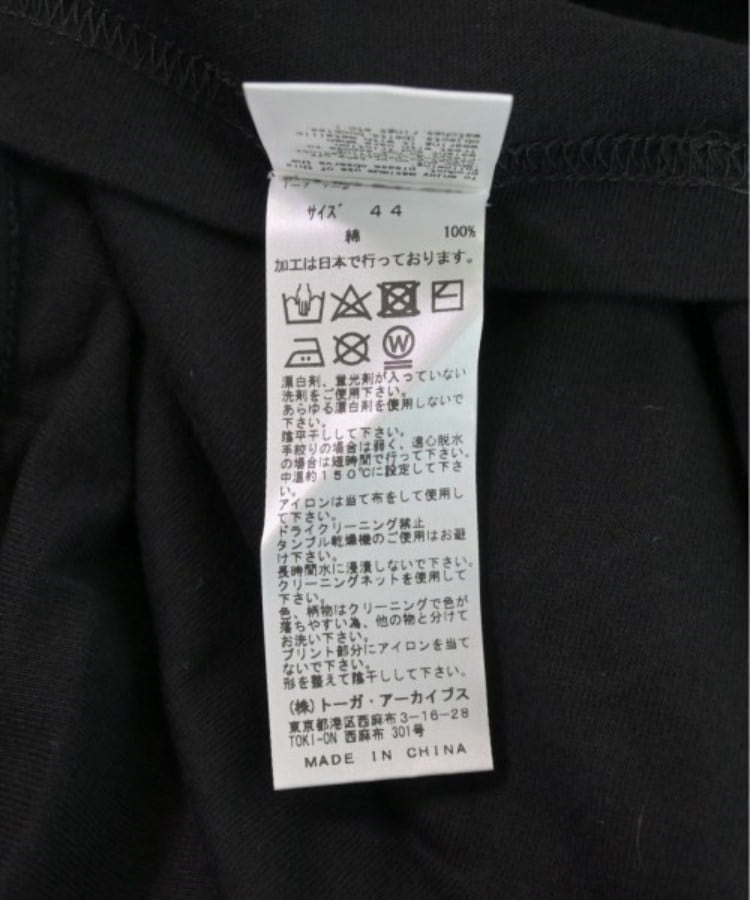 サイズ 44
綿 100%
加工は日本で行っております。
W
漂白剤、蛍光剤が入っていない
洗剤をご使用下さい。
あらゆる漂白剤を使用しないで
下さい。
陰平干しして下さい。
手絞りの場合は弱く、遠心脱水
の場合は短時間で行って下さい。
中温約150℃に設定して下さ
い。
アイロンは当て布をして使用し
て下さい。
ドライクリーニング禁止
タンブル乾燥機のご使用はお避
け下さい。
長時間水に浸漬しないで下さい。
クリーニングネットを使用して
下さい。
色、柄物はクリーニングで色が
落ちやすい為、他の物と分けて
お洗い下さい。
プリント部分にアイロンを当て
ないで下さい。
形を整えて陰干しして下さい。
(株)トーガ・アーカイブス
東京都港区西麻布3-16-28
TOKI-ON 西麻布 301号
MADE IN CHINA